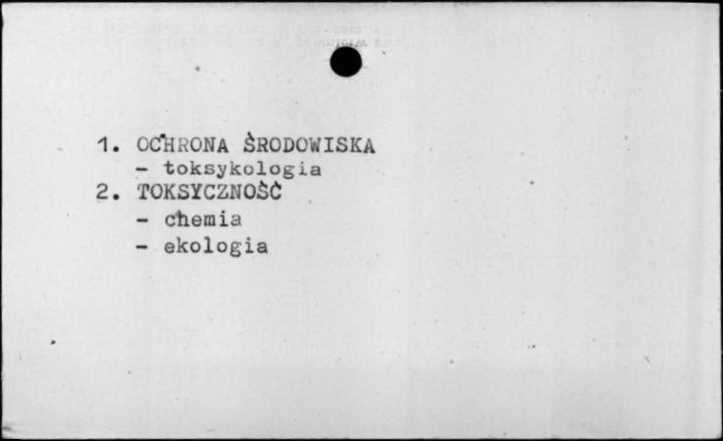 1. OCHRONA ŚRODOWISKA
- toksykologia
2. TOKSYCZNOŚĆ
- chemia
- ekologia